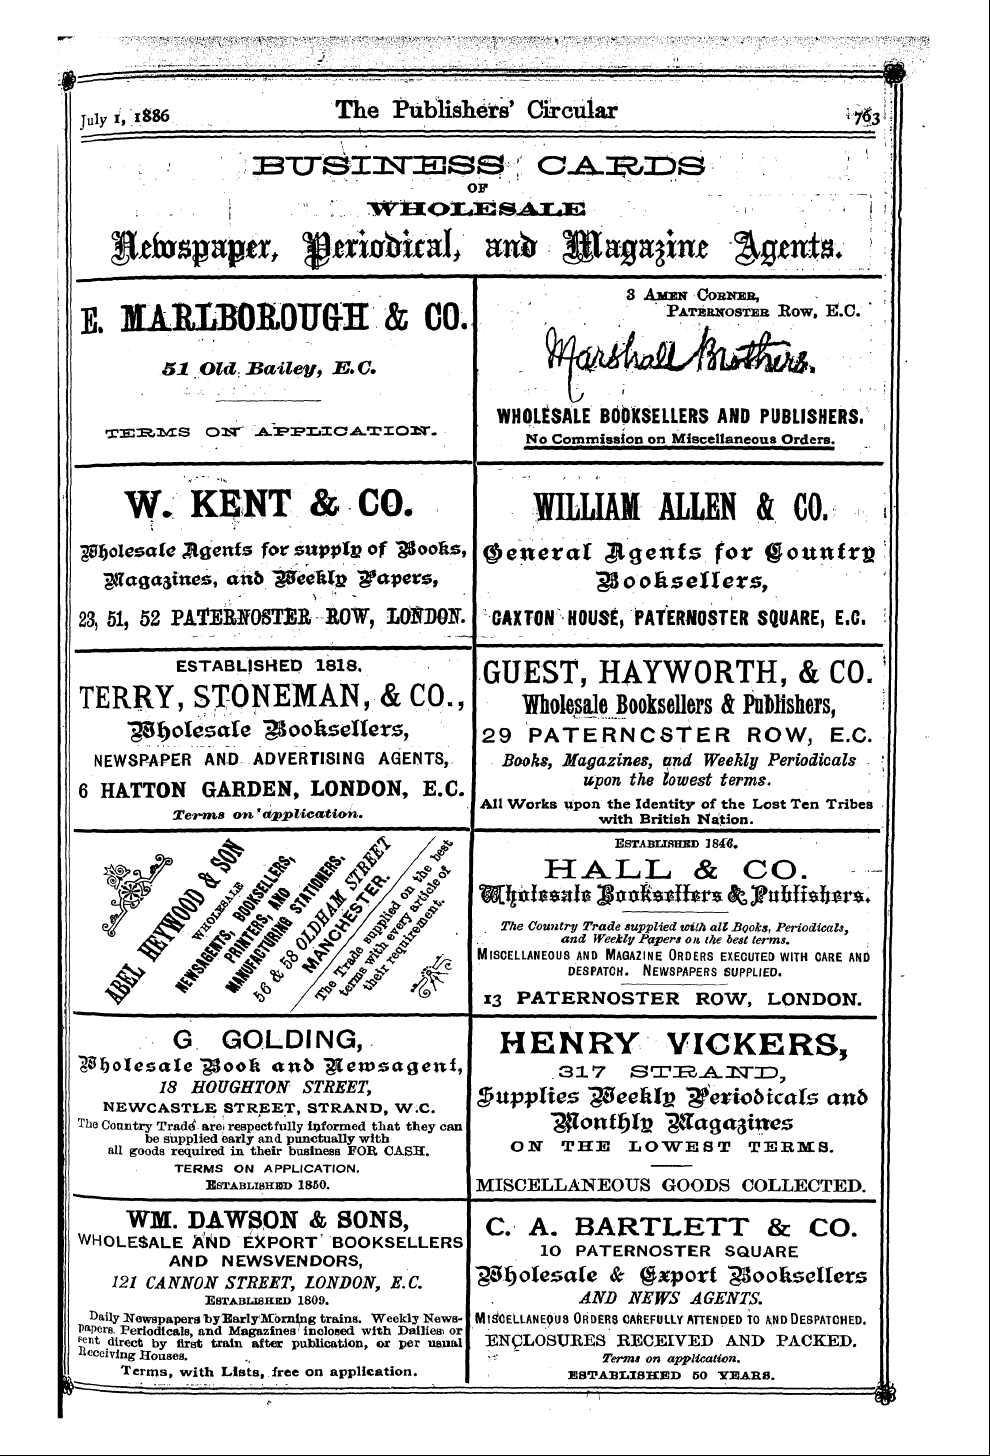 July 1, 1886 The Publishers' Circular 763
BUSINESS CARDS
OF
WHOLESALE
Newspaper, Periodical, and Magazine Agents.
E. MARLBOROUGH & CO.
51 Old Bailey, E.C.
TERMS ON APPLICATION.
3 AMEN CORNER,
PATERNOSTER ROW, E.C.
Marshall Brothers.
WHOLESALE BOOKSELLERS AND PUBLISHERS.
No Commission on Miscellaneous Orders.
W. KENT & CO.
Wholesale Agents for supply of Books,
Magazines, and Weekly Papers,
23, 51, 52 PATERNOSTER ROW, LONDON.
WILLIAM ALLEN & CO.
General Agents for Country
Booksellers,
CAXTON HOUSE, PATERNOSTER SQUARE, E.C.
ESTABLISHED 1818.
TERRY, STONEMAN, & CO.,
Wholesale Booksellers,
NEWSPAPER AND ADVERTISING AGENTS,
6 HATTON GARDEN, LONDON, E.C.
Terms on application.
GUEST, HAYWORTH, & CO.
Wholesale Booksellers & Publishers,
29 PATERNCSTER ROW, E.C.
Books, Magazines, and Weekly Periodicals
upon the lowest terms.
All Works upon the Identity of the Lost Ten Tribes
with British Nation.
ABEL HEYWOOD & SON
WHOLESALE
NEWSAGENTS, BOOKSELLERS,
PRINTERS, AND
MANUFACTURING STATIONERS.
56 & 58 OLDHAM STREET
MANCHESTER.
The Trade supplied on the best
terms with every article of
their requirement.
ESTABLISHED 1846.
HALL & CO.
Wholesale Booksellers & Publishers.
The Country Trade supplied with all Books, Periodicals,
and Weekly Papers on the best terms.
MISCELLANEOUS AND MAGAZINE ORDERS EXECUTED WITH CARE AND
DESPATCH. NEWSPAPERS SUPPLIED.
13 PATERNOSTER ROW, LONDON.
G. GOLDING,
Wholesale Book and Newsagent,
18 HOUGHTON STREET,
NEWCASTLE STREET, STRAND, W.C.
The Country Trade are respectfully informed that they can
be supplied early and punctually with
all goods required in their business FOR CASH.
TERMS ON APPLICATION.
ESTABLISHED 1850.
HENRY VICKERS,
317 STRAND,
Supplies Weekly Periodicals and
Monthly Magazines
ON THE LOWEST TERMS.
MISCELLANEOUS GOODS COLLECTED.
WM. DAWSON & SONS,
WHOLESALE AND EXPORT BOOKSELLERS
AND NEWSVENDORS,
121 CANNON STREET, LONDON, E.C.
ESTABLISHED 1809.
Daily Newspapers by Early Morning trains. Weekly News-
papers, Periodicals, and Magazines inclosed with Dailies or
sent direct by first train after publication, or per usual
Receiving Houses.
Terms, with Lists, free on application.
C. A. BARTLETT & CO.
10 PATERNOSTER SQUARE
Wholesale & Export Booksellers
AND NEWS AGENTS.
MISCELLANEOUS ORDERS CAREFULLY ATTENDED TO AND DESPATCHED.
ENCLOSURES RECEIVED AND PACKED.
Terms on application.
ESTABLISHED 50 YEARS.